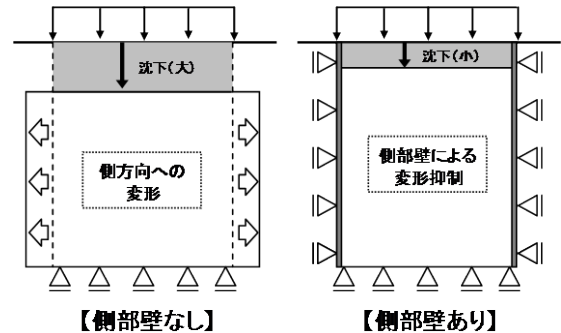 沈下(大)
側方向への
変形
【側部壁なし】
沈下(小)
側部壁による
変形抑制
【側部壁あり】